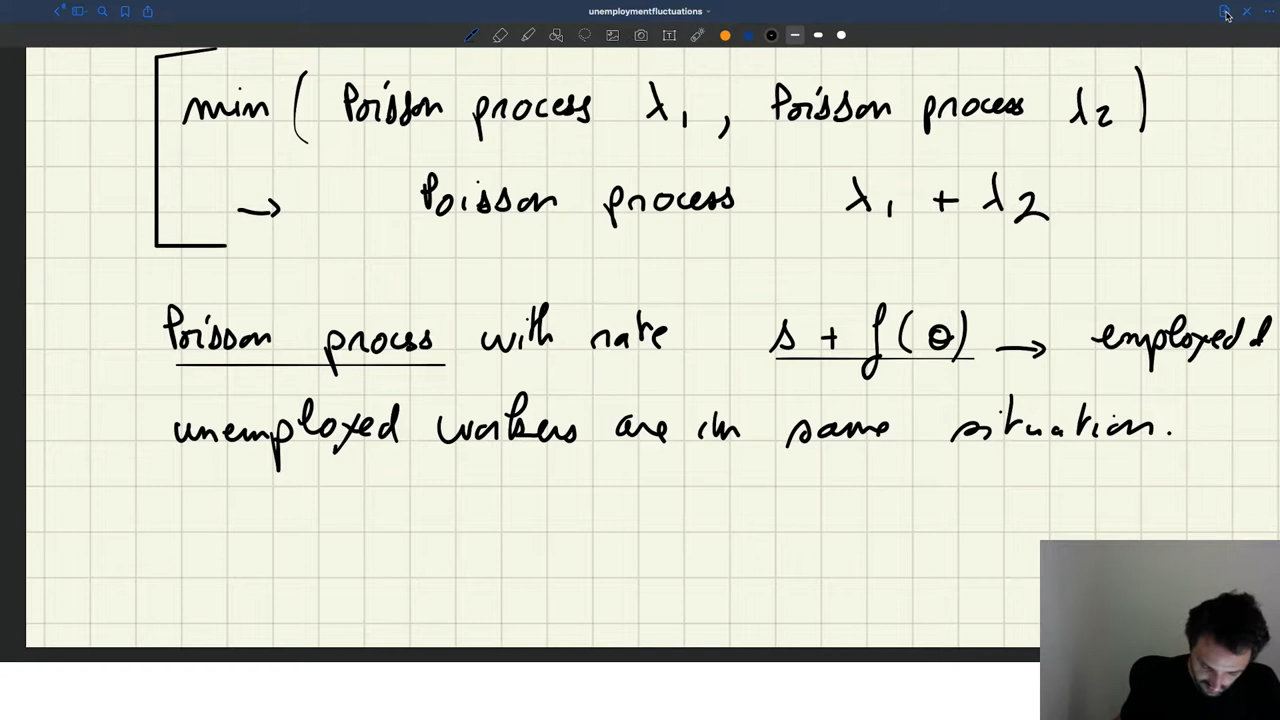 unemploymentfluctuations
min ( Poisson process λ1 , Poisson process λ2 )
→ Poisson process λ1 + λ2
Poisson process with rate s + f(θ) → employed &
unemployed workers are in same situation.